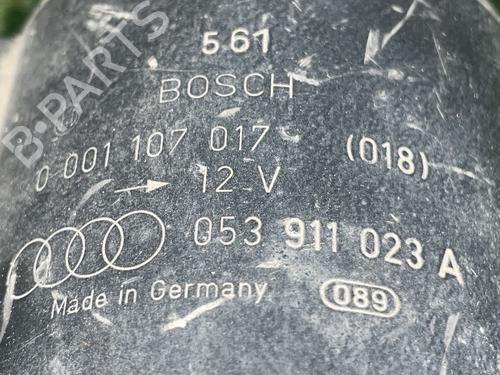 561
BOSCH
0 001 107 017 (018)
12 V
053 911 023 A
Made in Germany 089
B-PARTS